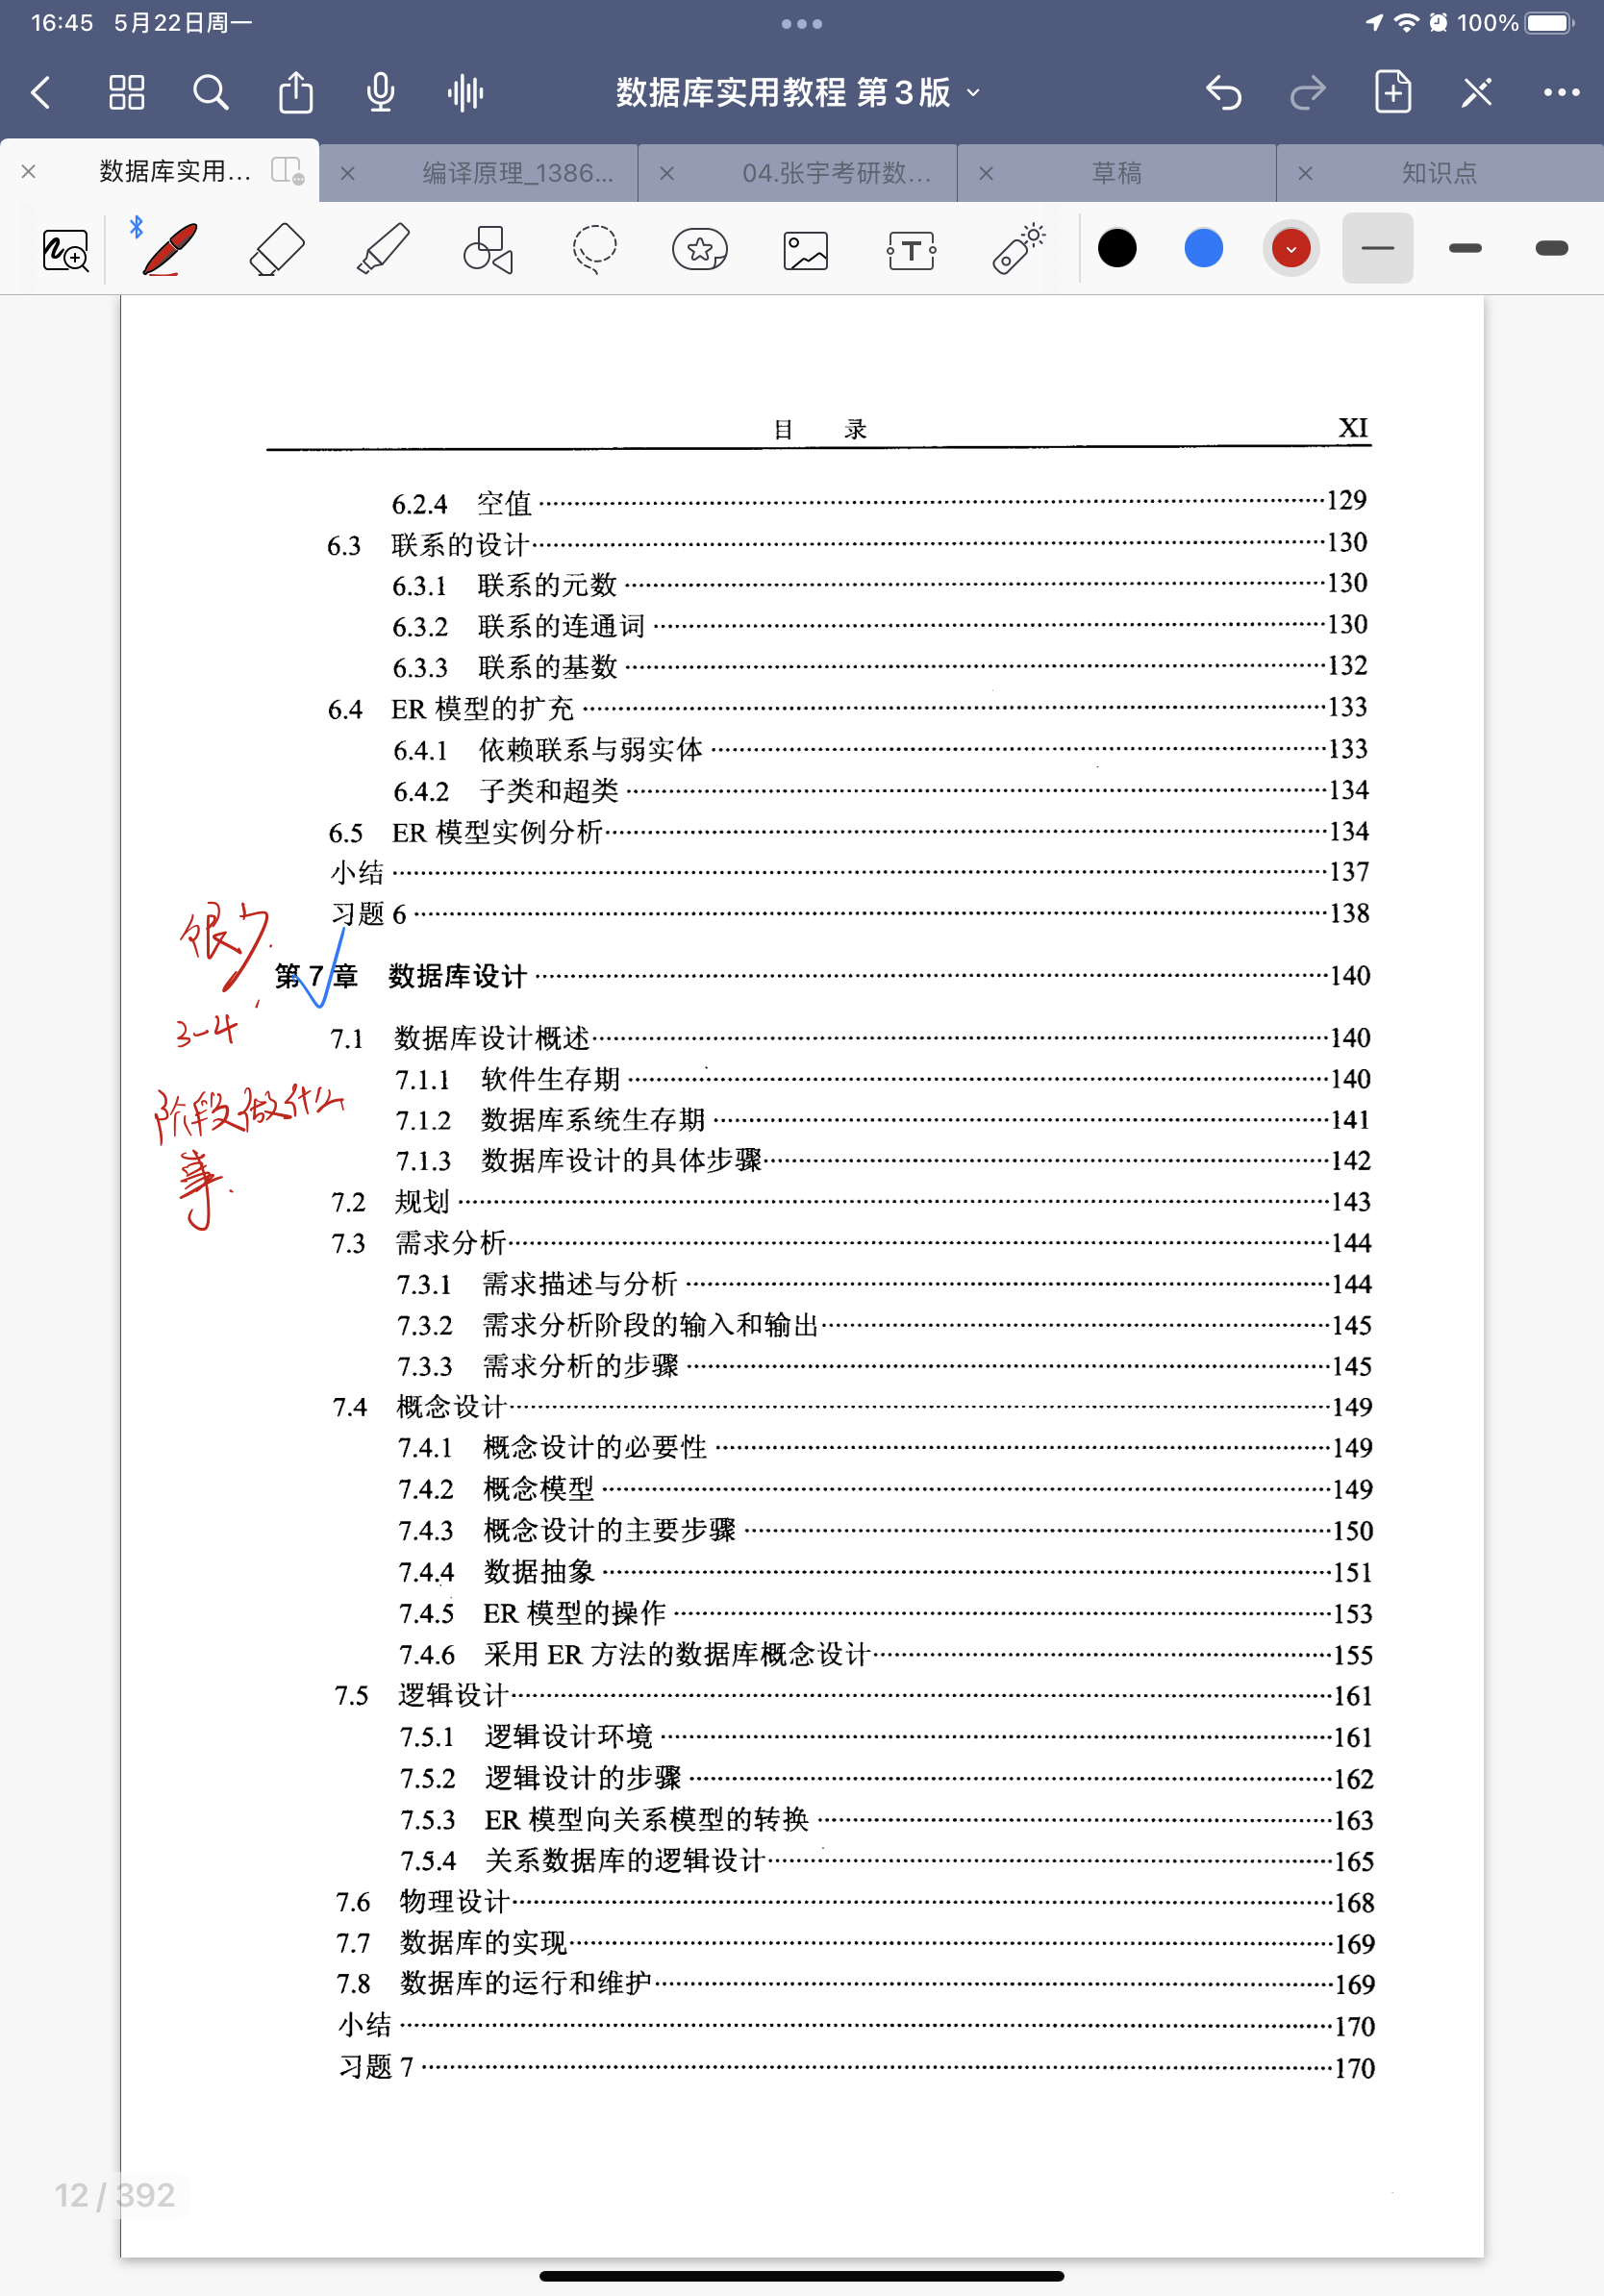 16:45 5月22日周一
100%
数据库实用教程 第3版
数据库实用...
编译原理_1386...
04.张宇考研数...
草稿
知识点
目 录 XI
6.2.4 空值 129
6.3 联系的设计 130
6.3.1 联系的元数 130
6.3.2 联系的连通词 130
6.3.3 联系的基数 132
6.4 ER 模型的扩充 133
6.4.1 依赖联系与弱实体 133
6.4.2 子类和超类 134
6.5 ER 模型实例分析 134
小结 137
习题 6 138
很少.
第 7 章 数据库设计 140
3-4
7.1 数据库设计概述 140
7.1.1 软件生存期 140
阶段做什么
7.1.2 数据库系统生存期 141
7.1.3 数据库设计的具体步骤 142
事.
7.2 规划 143
7.3 需求分析 144
7.3.1 需求描述与分析 144
7.3.2 需求分析阶段的输入和输出 145
7.3.3 需求分析的步骤 145
7.4 概念设计 149
7.4.1 概念设计的必要性 149
7.4.2 概念模型 149
7.4.3 概念设计的主要步骤 150
7.4.4 数据抽象 151
7.4.5 ER 模型的操作 153
7.4.6 采用 ER 方法的数据库概念设计 155
7.5 逻辑设计 161
7.5.1 逻辑设计环境 161
7.5.2 逻辑设计的步骤 162
7.5.3 ER 模型向关系模型的转换 163
7.5.4 关系数据库的逻辑设计 165
7.6 物理设计 168
7.7 数据库的实现 169
7.8 数据库的运行和维护 169
小结 170
习题 7 170
12 / 392